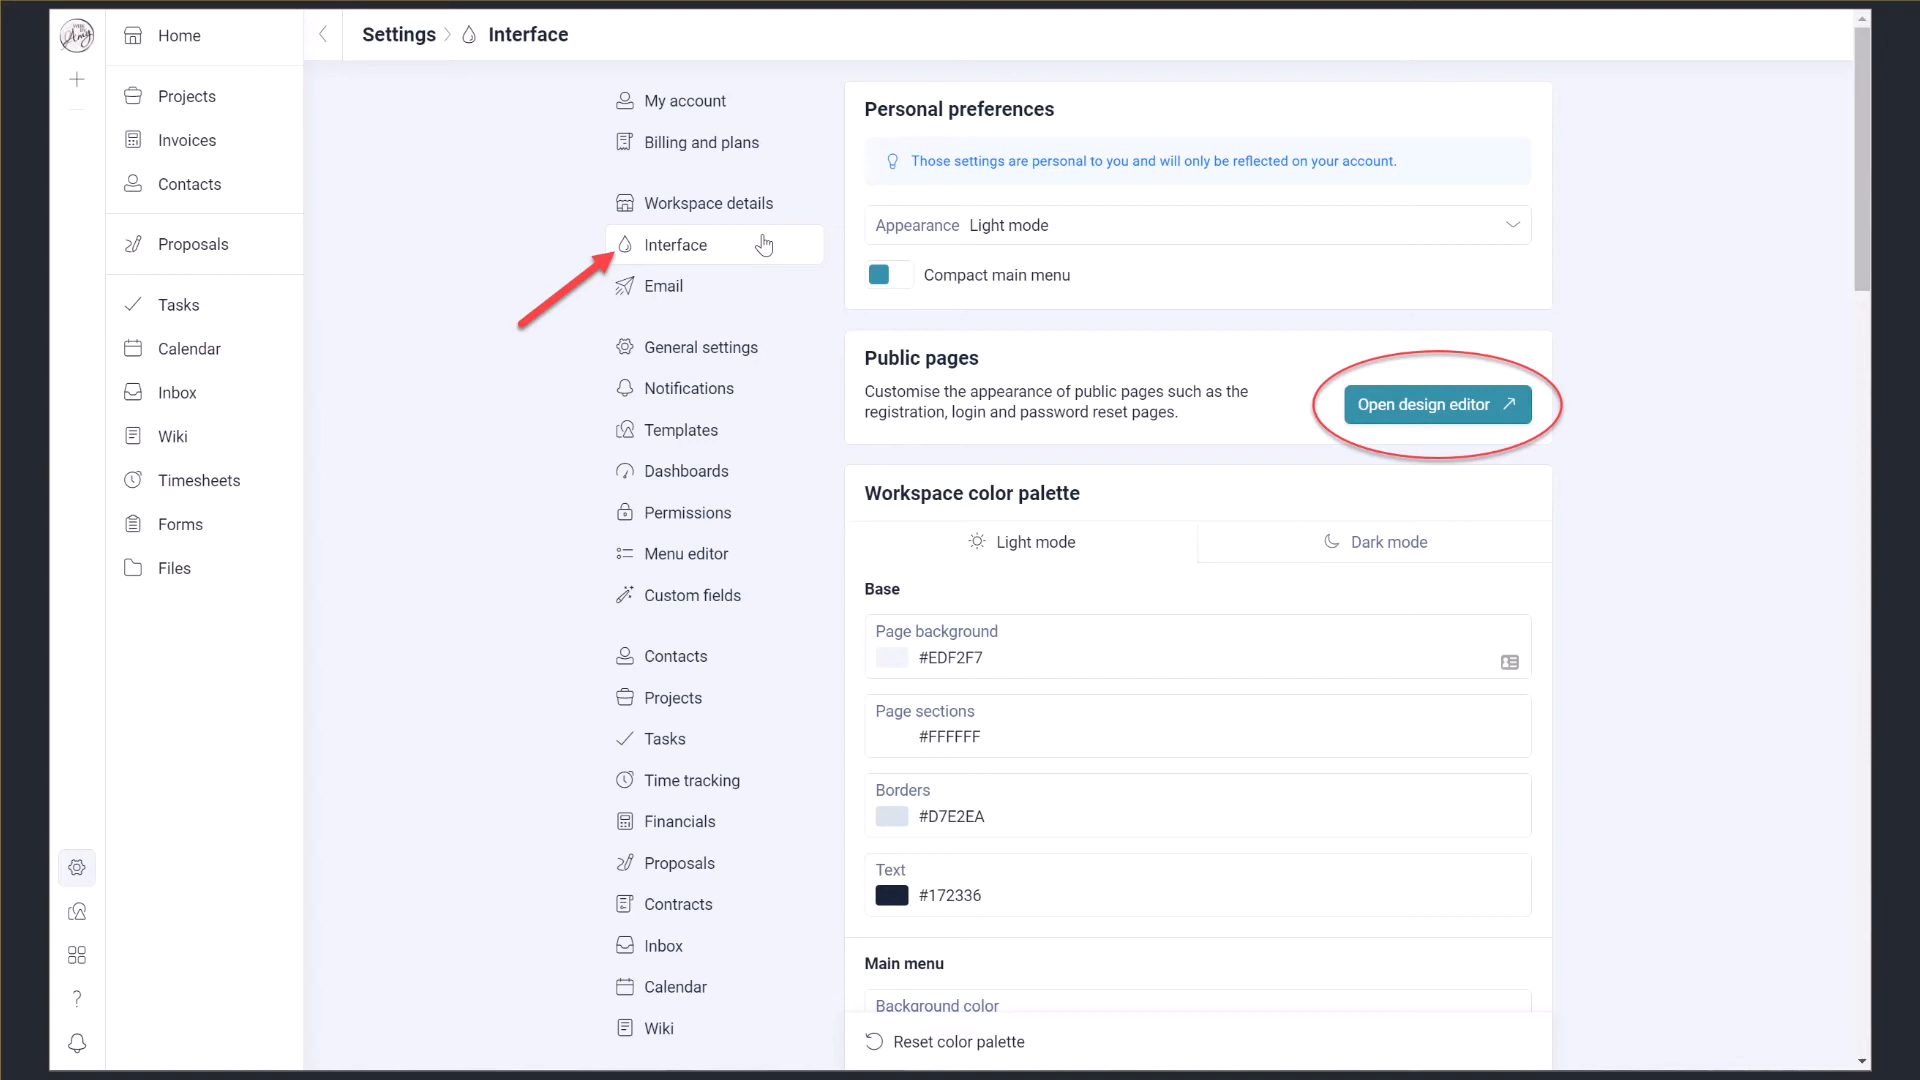 Home
Projects
Invoices
Contacts
Proposals
Tasks
Calendar
Inbox
Wiki
Timesheets
Forms
Files
Settings
Interface
My account
Billing and plans
Workspace details
Interface
Email
General settings
Notifications
Templates
Dashboards
Permissions
Menu editor
Custom fields
Contacts
Projects
Tasks
Time tracking
Financials
Proposals
Contracts
Inbox
Calendar
Wiki
Personal preferences
Those settings are personal to you and will only be reflected on your account.
Appearance Light mode
Compact main menu
Public pages
Customise the appearance of public pages such as the
registration, login and password reset pages.
Open design editor
Workspace color palette
Light mode
Dark mode
Base
Page background
#EDF2F7
Page sections
#FFFFFF
Borders
#D7E2EA
Text
#172336
Main menu
Background color
Reset color palette